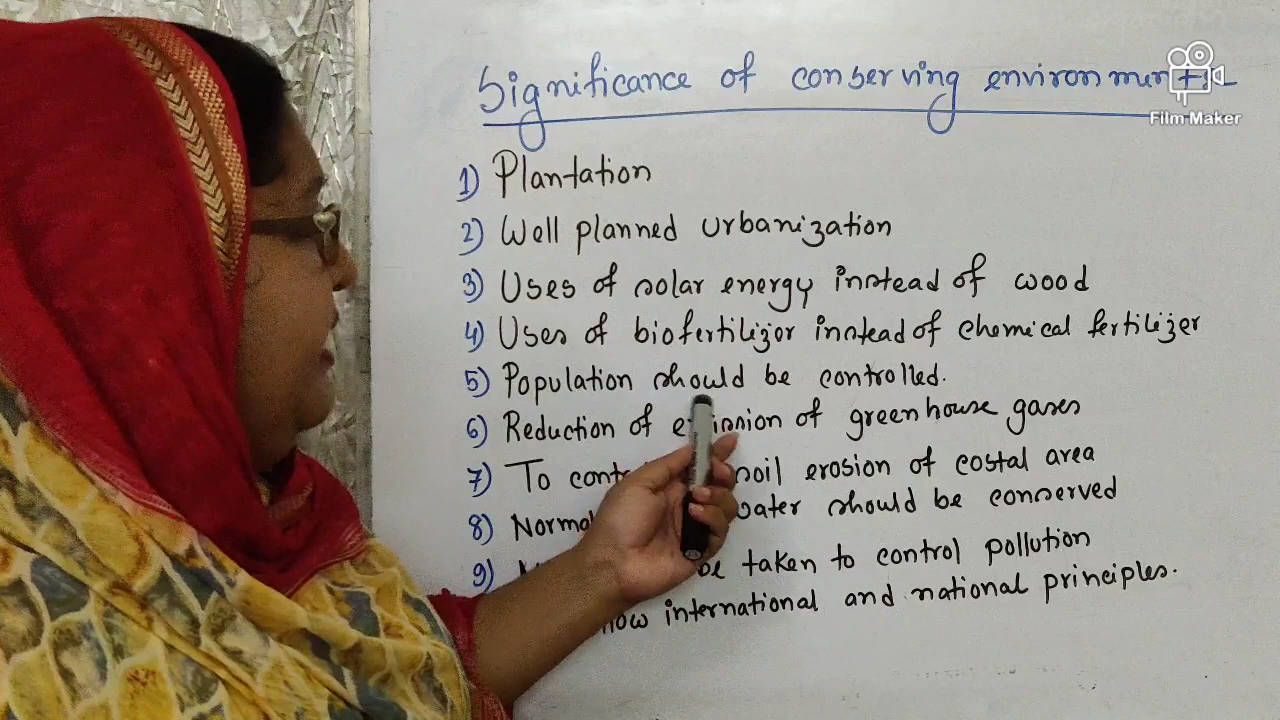 Significance of conserving environment
Film Maker
1) Plantation
2) Well planned urbanization
3) Uses of solar energy instead of wood
4) Uses of biofertilizor instead of chemical fertilizer
5) Population should be controlled.
6) Reduction of emission of greenhouse gases
7) To soil erosion of costal area
8) water should be conserved
9) be taken to control pollution
international and national principles.